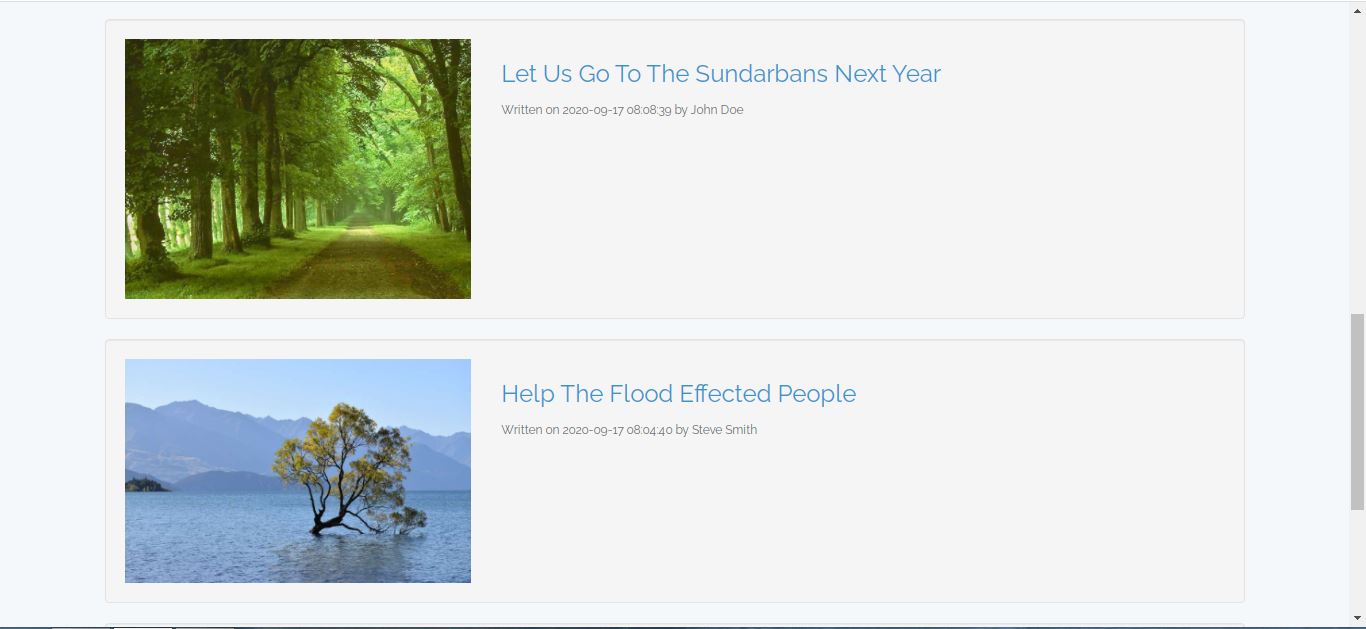 Let Us Go To The Sundarbans Next Year
Written on 2020-09-17 08:08:39 by John Doe
Help The Flood Effected People
Written on 2020-09-17 08:04:40 by Steve Smith